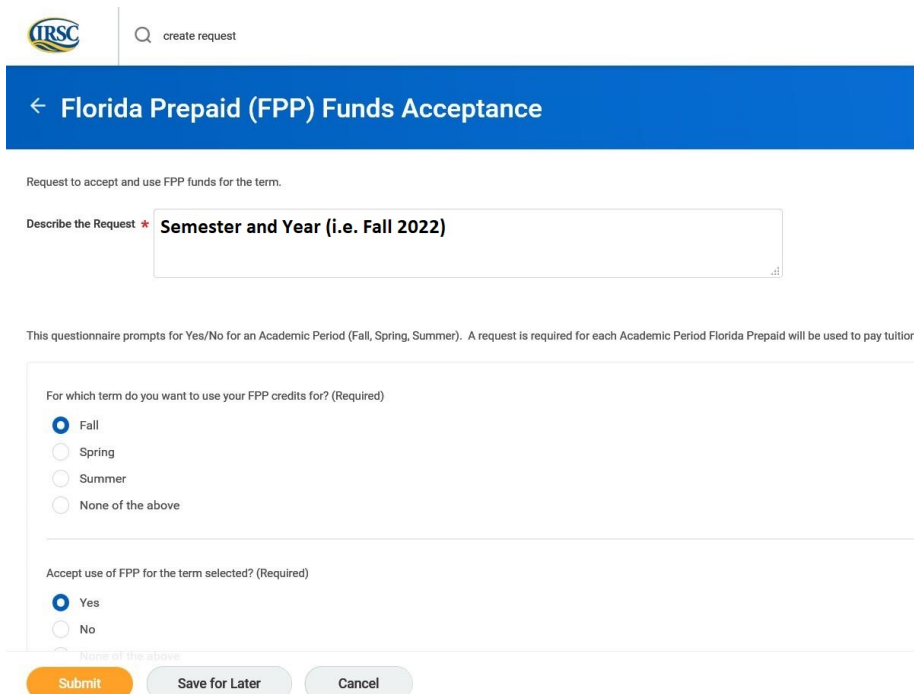 IRSC
create request
Florida Prepaid (FPP) Funds Acceptance
Request to accept and use FPP funds for the term.
Describe the Request *
Semester and Year (i.e. Fall 2022)
This questionnaire prompts for Yes/No for an Academic Period (Fall, Spring, Summer). A request is required for each Academic Period Florida Prepaid will be used to pay tuition
For which term do you want to use your FPP credits for? (Required)
Fall
Spring
Summer
None of the above
Accept use of FPP for the term selected? (Required)
Yes
No
None of the above
Submit
Save for Later
Cancel